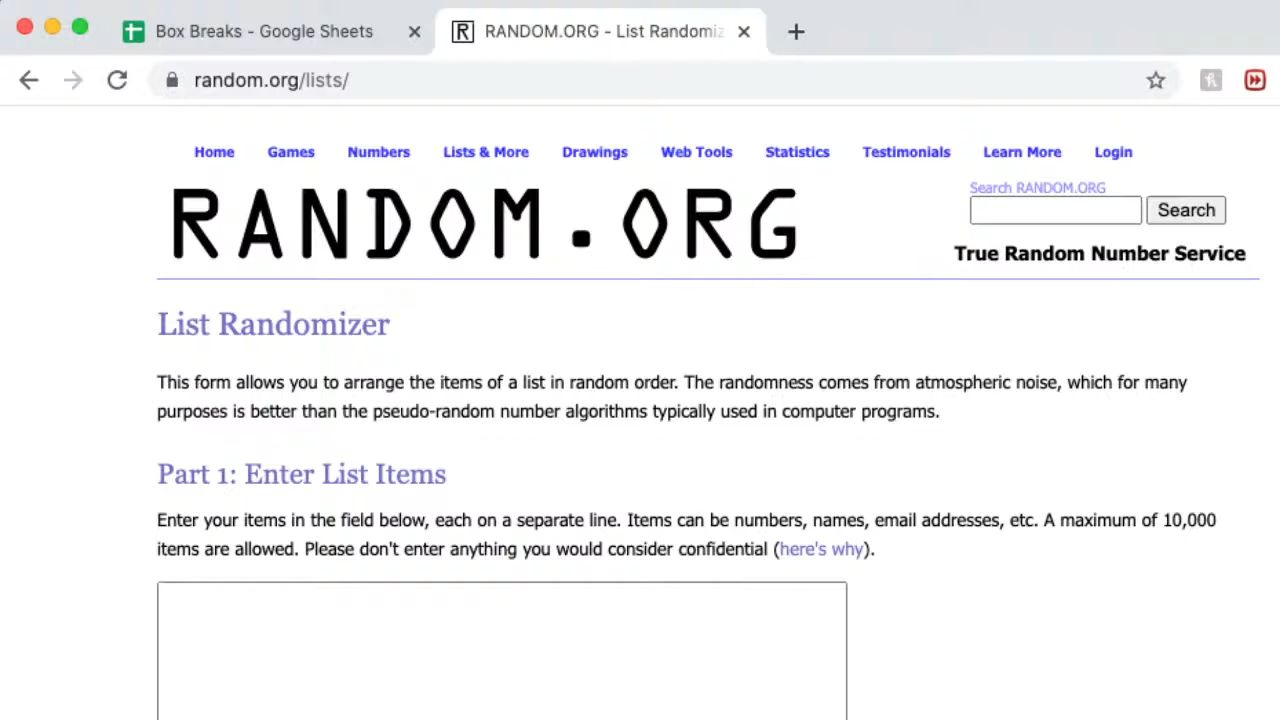 Box Breaks - Google Sheets
RANDOM.ORG - List Randomiz
random.org/lists/
Home Games Numbers Lists & More Drawings Web Tools Statistics Testimonials Learn More Login
RANDOM.ORG
Search RANDOM.ORG
Search
True Random Number Service
List Randomizer
This form allows you to arrange the items of a list in random order. The randomness comes from atmospheric noise, which for many
purposes is better than the pseudo-random number algorithms typically used in computer programs.
Part 1: Enter List Items
Enter your items in the field below, each on a separate line. Items can be numbers, names, email addresses, etc. A maximum of 10,000
items are allowed. Please don't enter anything you would consider confidential (here's why).